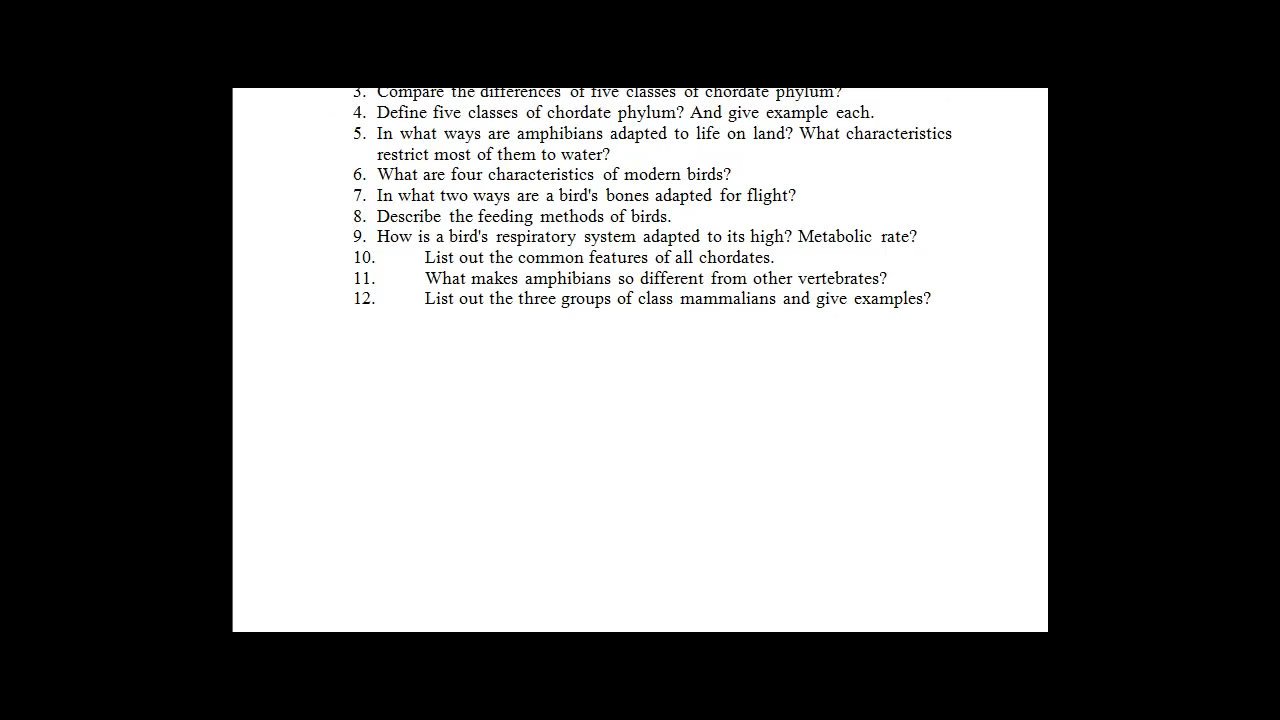 3. Compare the differences of five classes of chordate phylum?
4. Define five classes of chordate phylum? And give example each.
5. In what ways are amphibians adapted to life on land? What characteristics
restrict most of them to water?
6. What are four characteristics of modern birds?
7. In what two ways are a bird's bones adapted for flight?
8. Describe the feeding methods of birds.
9. How is a bird's respiratory system adapted to its high? Metabolic rate?
10. List out the common features of all chordates.
11. What makes amphibians so different from other vertebrates?
12. List out the three groups of class mammalians and give examples?